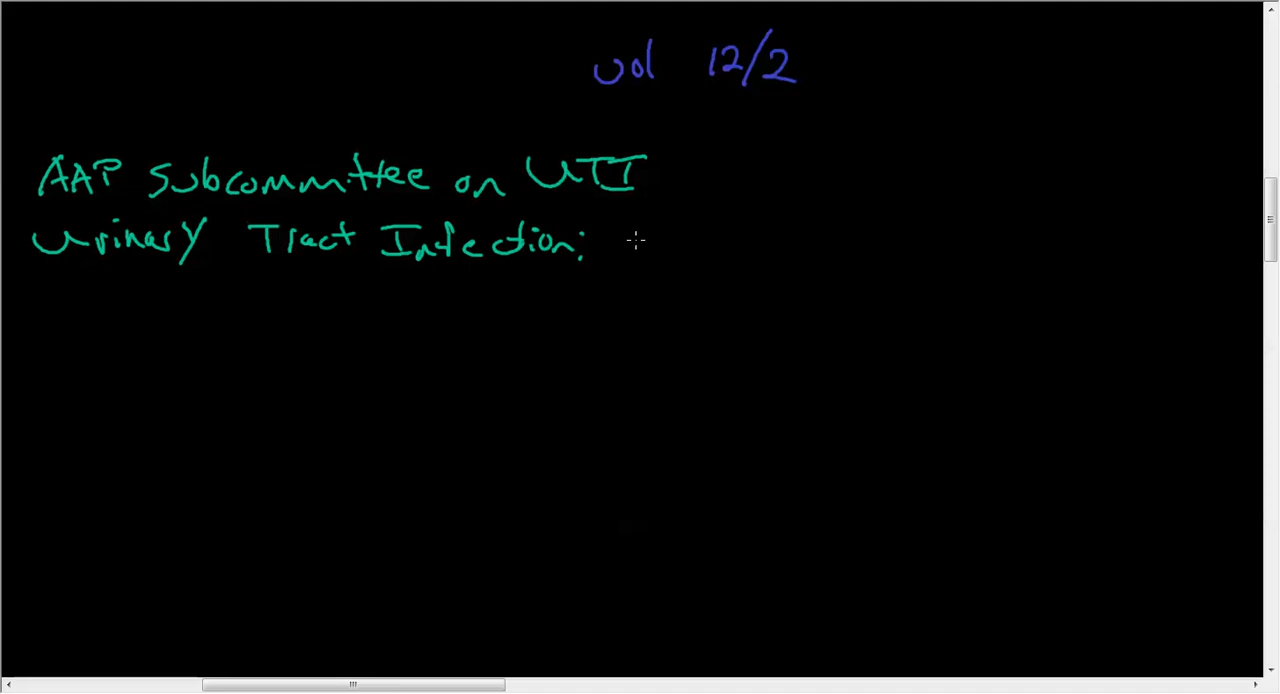 vol 12/2
AAP Subcommittee on UTI
Urinary Tract Infection: